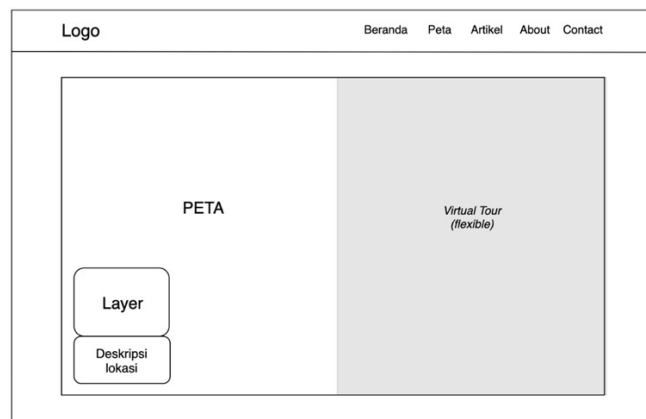 Logo
Beranda Peta Artikel About Contact
PETA
Virtual Tour
(flexible)
Layer
Deskripsi
lokasi